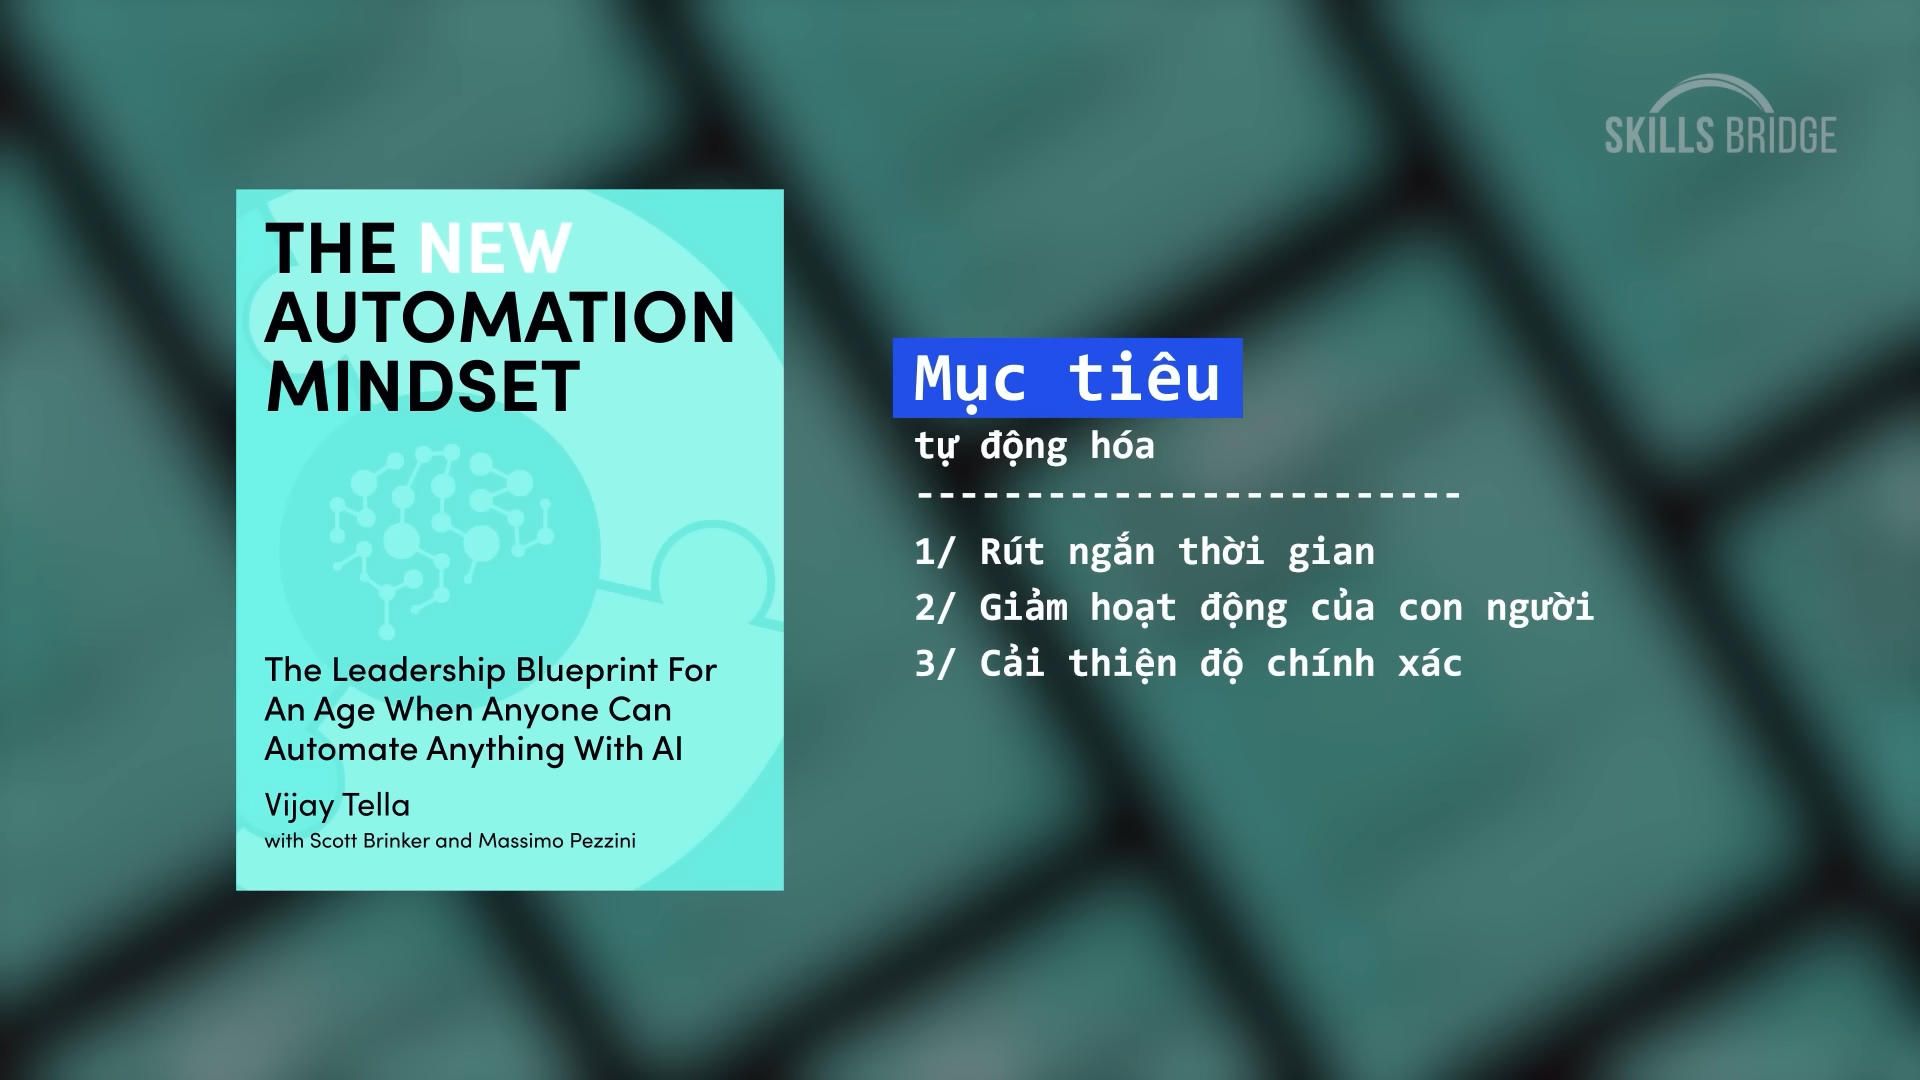 THE NEW
AUTOMATION
MINDSET
The Leadership Blueprint For
An Age When Anyone Can
Automate Anything With AI
Vijay Tella
with Scott Brinker and Massimo Pezzini
SKILLS BRIDGE
Mục tiêu
tự động hóa
-------------------------
1/ Rút ngắn thời gian
2/ Giảm hoạt động của con người
3/ Cải thiện độ chính xác